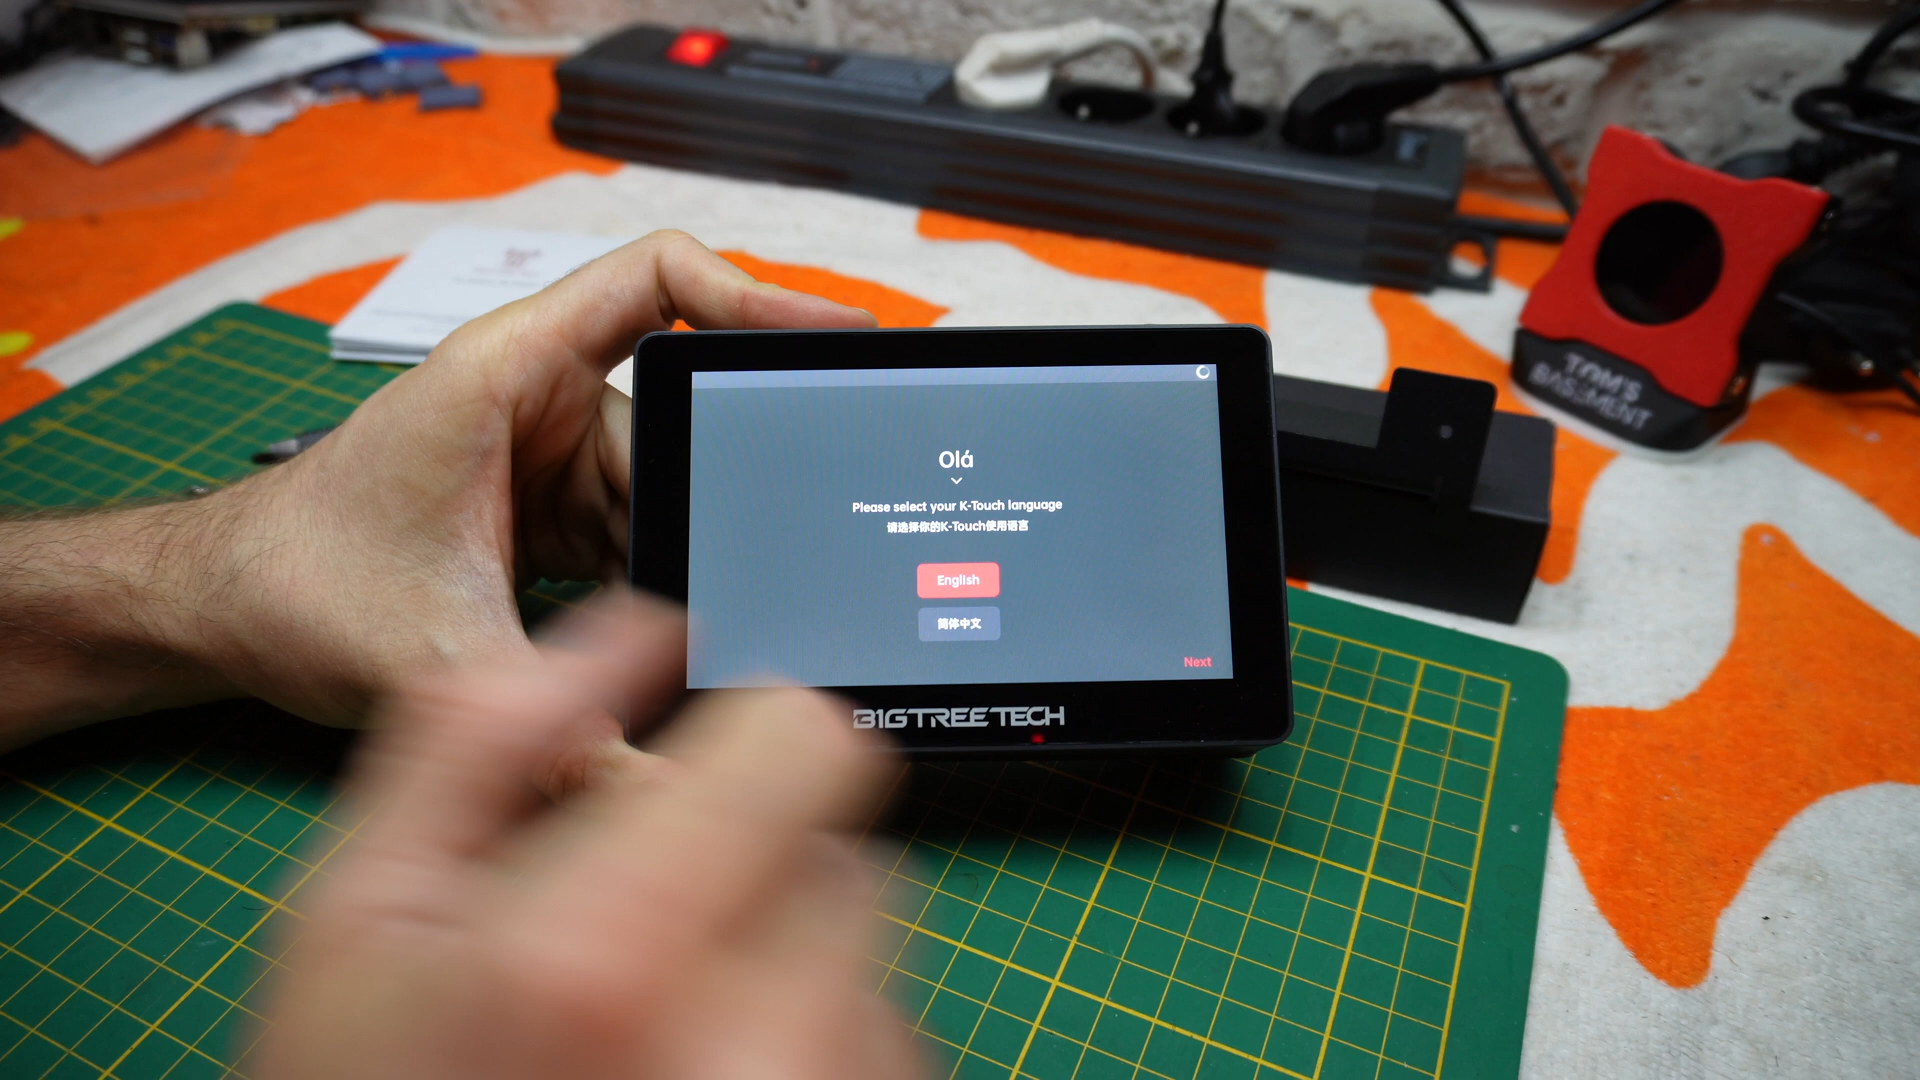 TOM'S
BASEMENT
Olá
Please select your K-Touch language
请选择你的K-Touch使用语言
English
简体中文
Next
BIGTREETECH